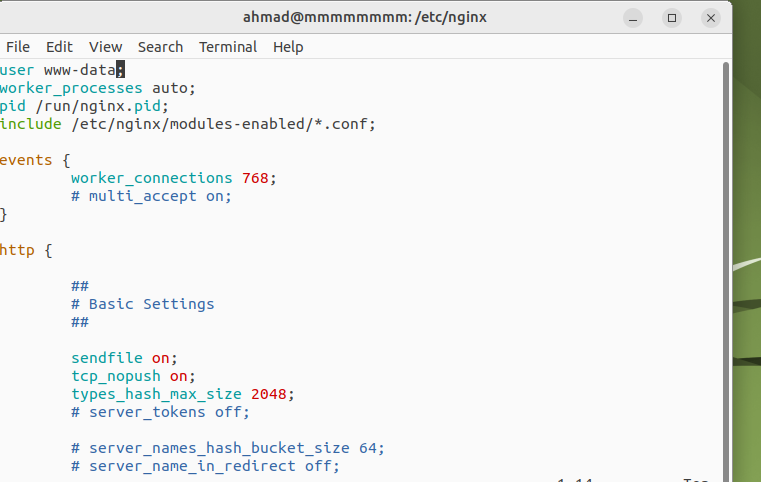 ahmad@mmmmmmmm: /etc/nginx
File Edit View Search Terminal Help
user www-data;
worker_processes auto;
pid /run/nginx.pid;
include /etc/nginx/modules-enabled/*.conf;
events {
worker_connections 768;
# multi_accept on;
}
http {
##
# Basic Settings
##
sendfile on;
tcp_nopush on;
types_hash_max_size 2048;
# server_tokens off;
# server_names_hash_bucket_size 64;
# server_name_in_redirect off;